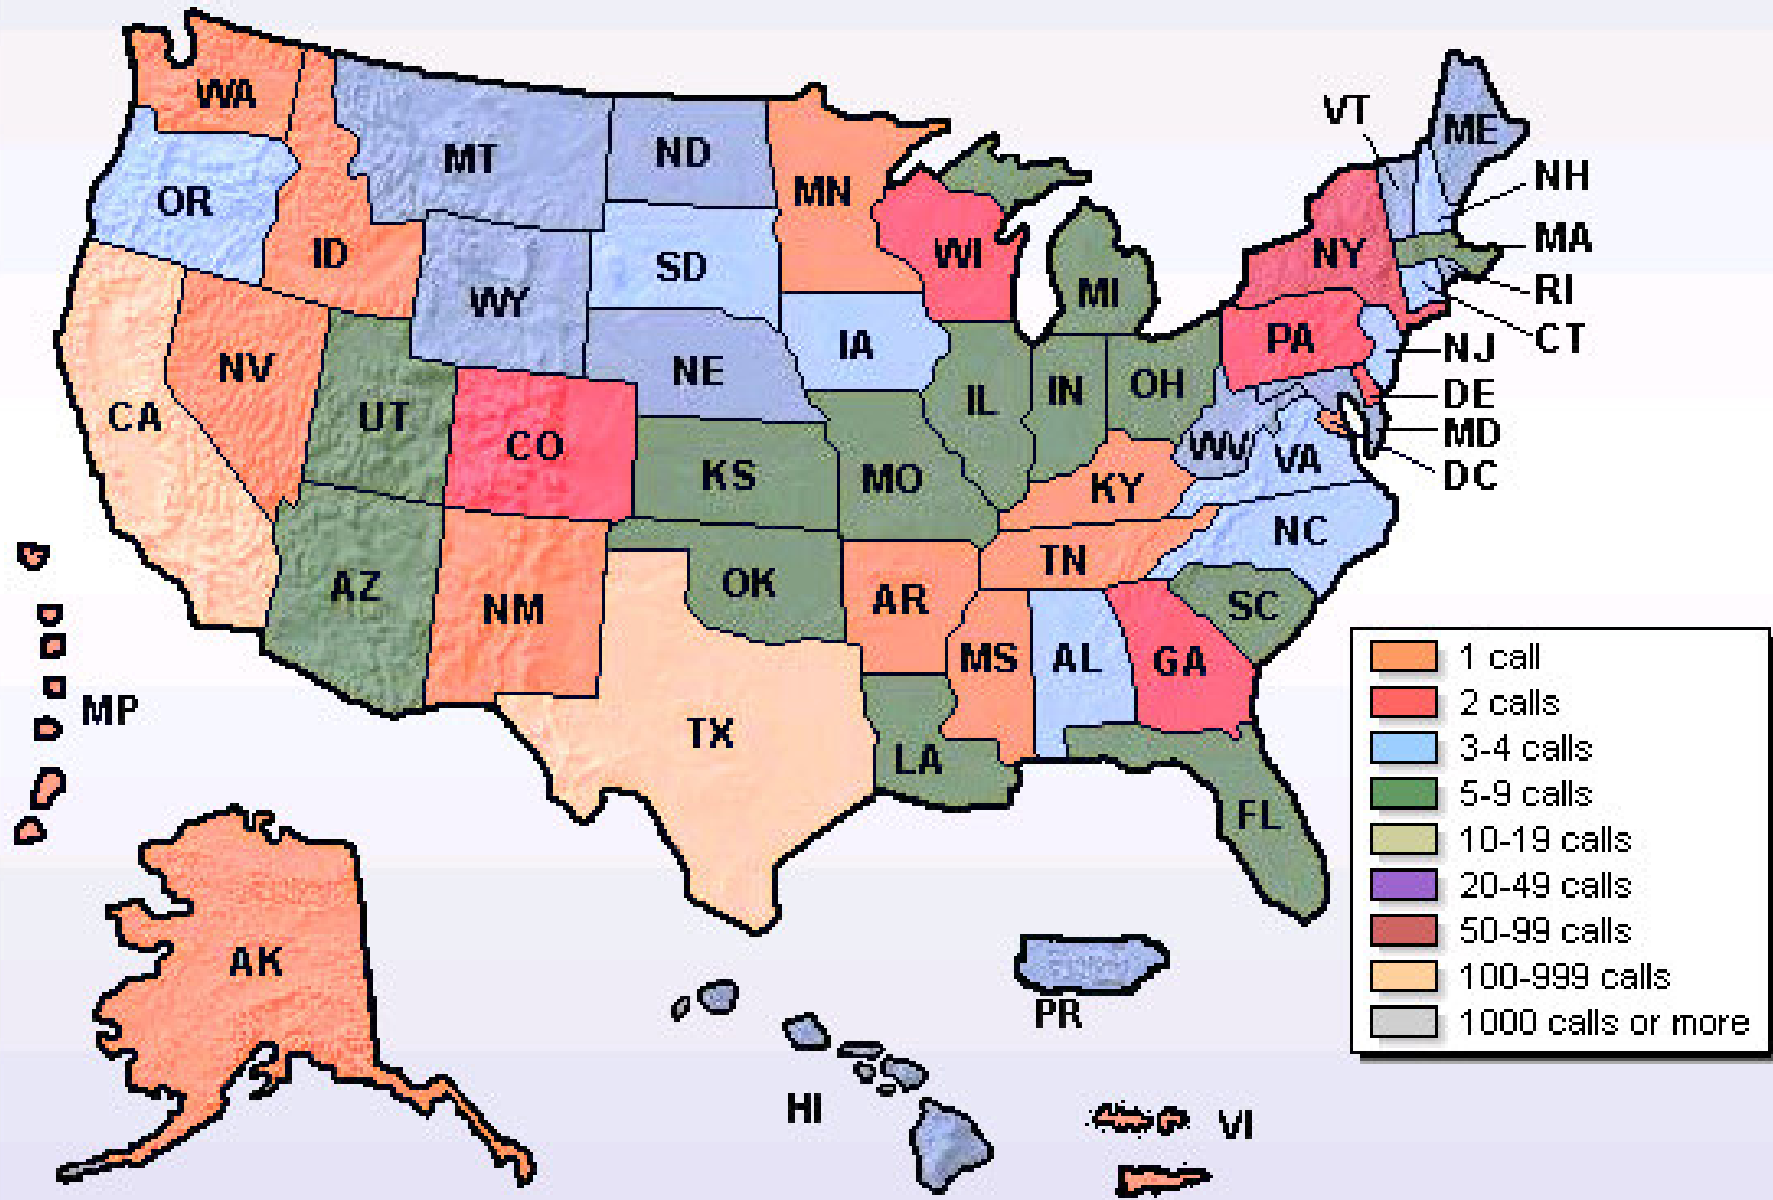 WA
MT
ND
MN
VT
ME
OR
ID
SD
WI
NY
NH
MA
WY
MI
RI
NV
NE
IA
PA
NJ
CT
CA
UT
CO
IL
IN
OH
DE
KS
MO
WV
VA
MD
DC
KY
AZ
NM
OK
AR
TN
NC
MS
AL
GA
SC
MP
TX
LA
FL
AK
PR
HI
VI
1 call
2 calls
3-4 calls
5-9 calls
10-19 calls
20-49 calls
50-99 calls
100-999 calls
1000 calls or more